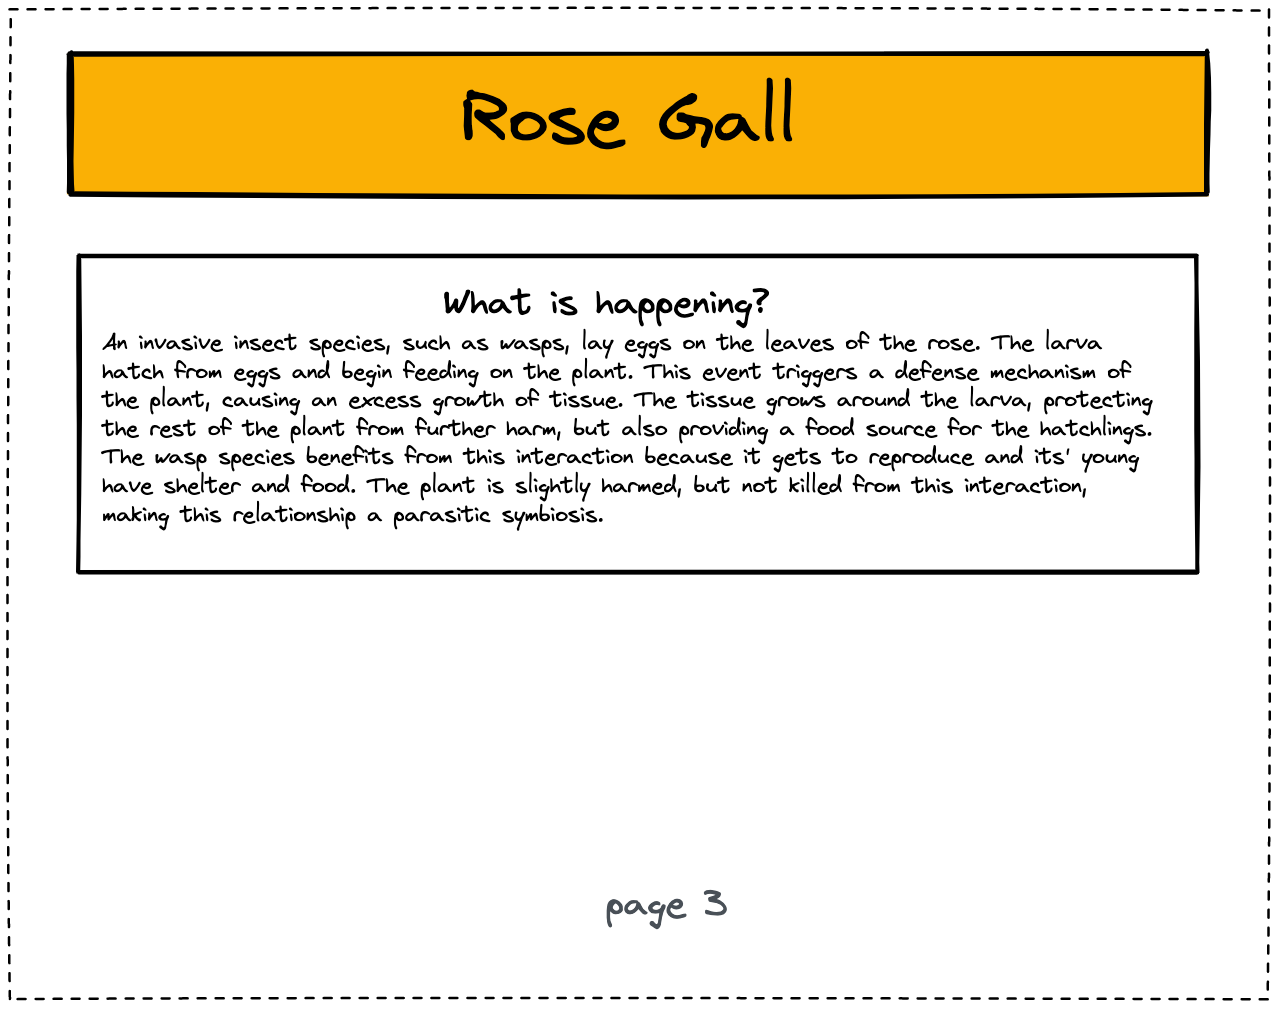 Rose Gall
What is happening?
An invasive insect species, such as wasps, lay eggs on the leaves of the rose. The larva
hatch from eggs and begin feeding on the plant. This event triggers a defense mechanism of
the plant, causing an excess growth of tissue. The tissue grows around the larva, protecting
the rest of the plant from further harm, but also providing a food source for the hatchlings.
The wasp species benefits from this interaction because it gets to reproduce and its' young
have shelter and food. The plant is slightly harmed, but not killed from this interaction,
making this relationship a parasitic symbiosis.
page 3